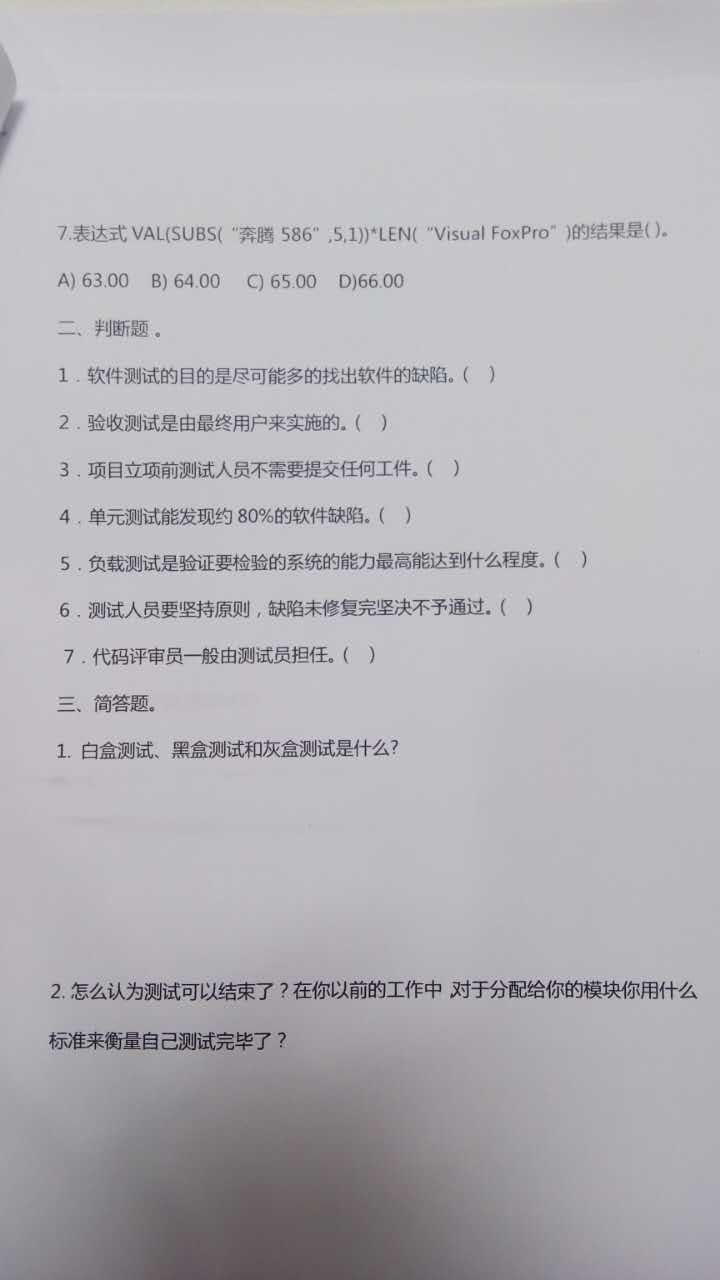 7.表达式 VAL(SUBS(“奔腾 586”,5,1))*LEN(“Visual FoxPro”)的结果是( )。
A) 63.00 B) 64.00 C) 65.00 D)66.00
二、判断题 。
1．软件测试的目的是尽可能多的找出软件的缺陷。( )
2．验收测试是由最终用户来实施的。( )
3．项目立项前测试人员不需要提交任何工件。( )
4．单元测试能发现约 80%的软件缺陷。( )
5．负载测试是验证要检验的系统的能力最高能达到什么程度。( )
6．测试人员要坚持原则，缺陷未修复完坚决不予通过。( )
7．代码评审员一般由测试员担任。( )
三、简答题。
1. 白盒测试、黑盒测试和灰盒测试是什么?
2. 怎么认为测试可以结束了？在你以前的工作中,对于分配给你的模块你用什么
标准来衡量自己测试完毕了？